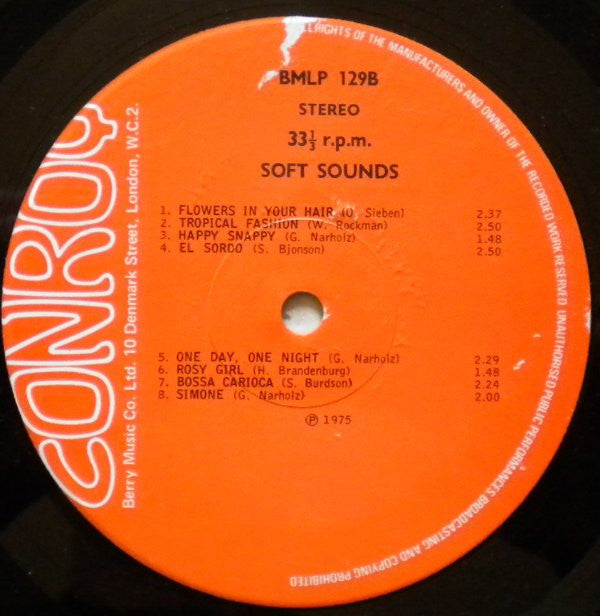 BMLP 129B
STEREO
33⅓ r.p.m.
SOFT SOUNDS
1. FLOWERS IN YOUR HAIR (O. Sieben) 2.37
2. TROPICAL FASHION (W. Rockman) 2.50
3. HAPPY SNAPPY (G. Narholz) 1.48
4. EL SORDO (S. Bjonson) 2.50
5. ONE DAY, ONE NIGHT (G. Narholz) 2.29
6. ROSY GIRL (H. Brandenburg) 1.48
7. BOSSA CARIOCA (S. Burdson) 2.24
8. SIMONE (G. Narholz) 2.00
℗ 1975
CONROY
Berry Music Co. Ltd. 10 Denmark Street, London, W.C.2.
RIGHTS OF THE MANUFACTURERS AND OWNER OF THE RECORDED WORK RESERVED UNAUTHORISED PUBLIC PERFORMANCES BROADCASTING AND COPYING PROHIBITED